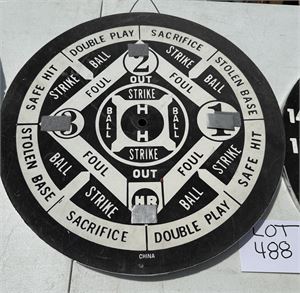 DOUBLE PLAY
SACRIFICE
STOLEN BASE
SAFE HIT
DOUBLE PLAY
SACRIFICE
STOLEN BASE
SAFE HIT
STRIKE
BALL
2
OUT
STRIKE
BALL
FOUL
FOUL
STRIKE
BALL
STRIKE
BALL
H
H
BALL
STRIKE
3
1
FOUL
FOUL
OUT
HR
BALL
STRIKE
BALL
STRIKE
CHINA
LOT
488